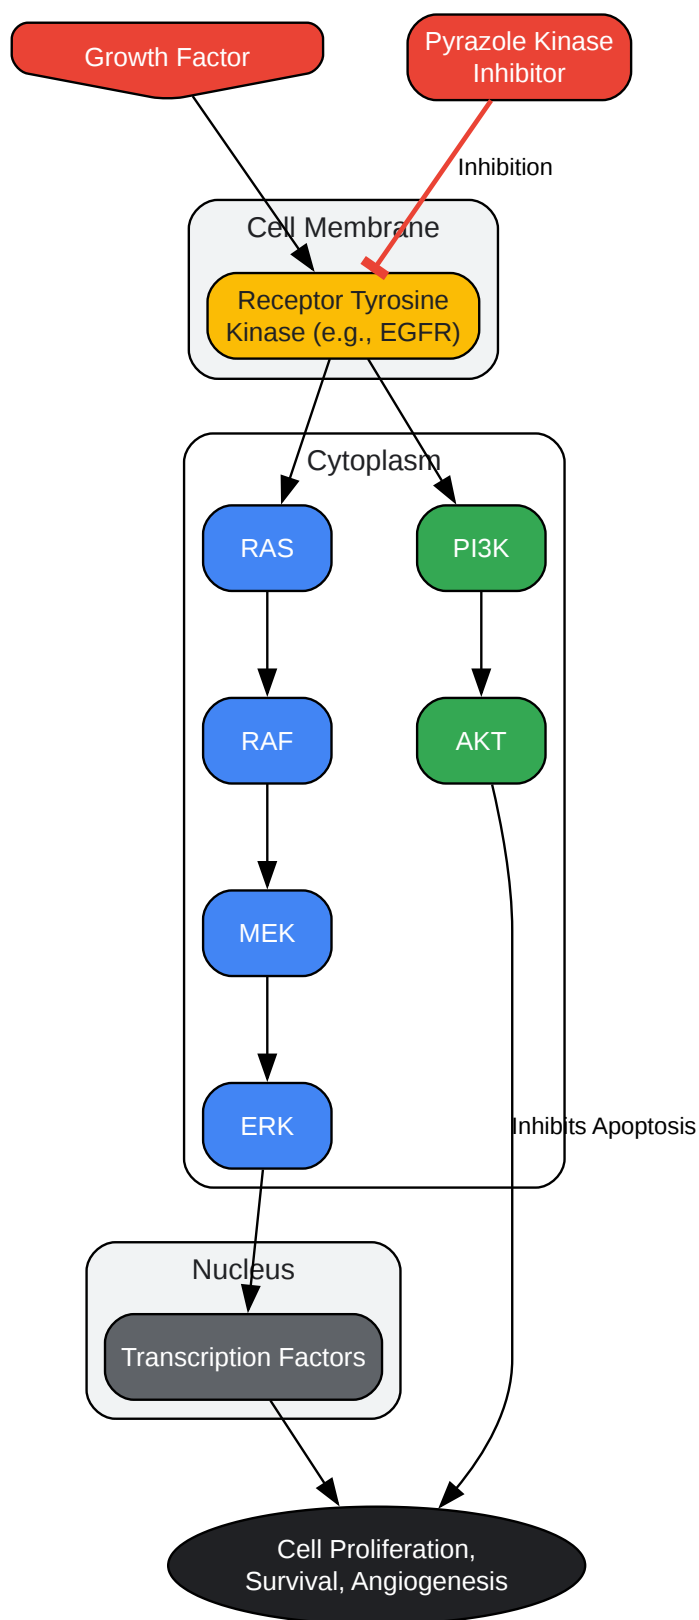 Growth Factor
Pyrazole Kinase
Inhibitor
Inhibition
Cell Membrane
Receptor Tyrosine
Kinase (e.g., EGFR)
Cytoplasm
RAS
PI3K
RAF
AKT
MEK
ERK
Inhibits Apoptosis
Nucleus
Transcription Factors
Cell Proliferation,
Survival, Angiogenesis